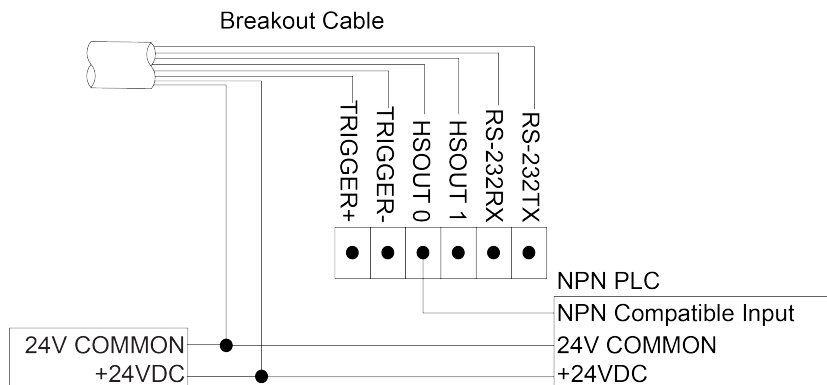 Breakout Cable
TRIGGER+
TRIGGER-
HSOUT 0
HSOUT 1
RS-232RX
RS-232TX
NPN PLC
NPN Compatible Input
24V COMMON
24V COMMON
+24VDC
+24VDC